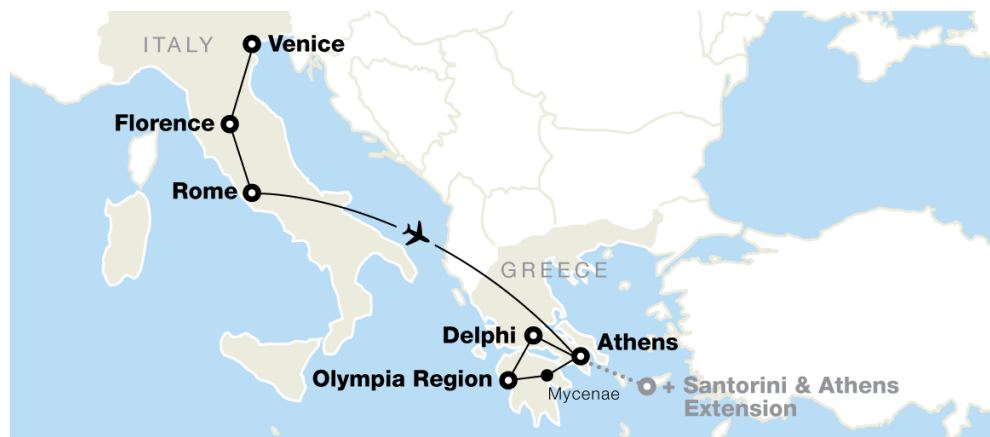 ITALY
Venice
Florence
Rome
GREECE
Delphi
Athens
Olympia Region
Mycenae
+ Santorini & Athens
Extension